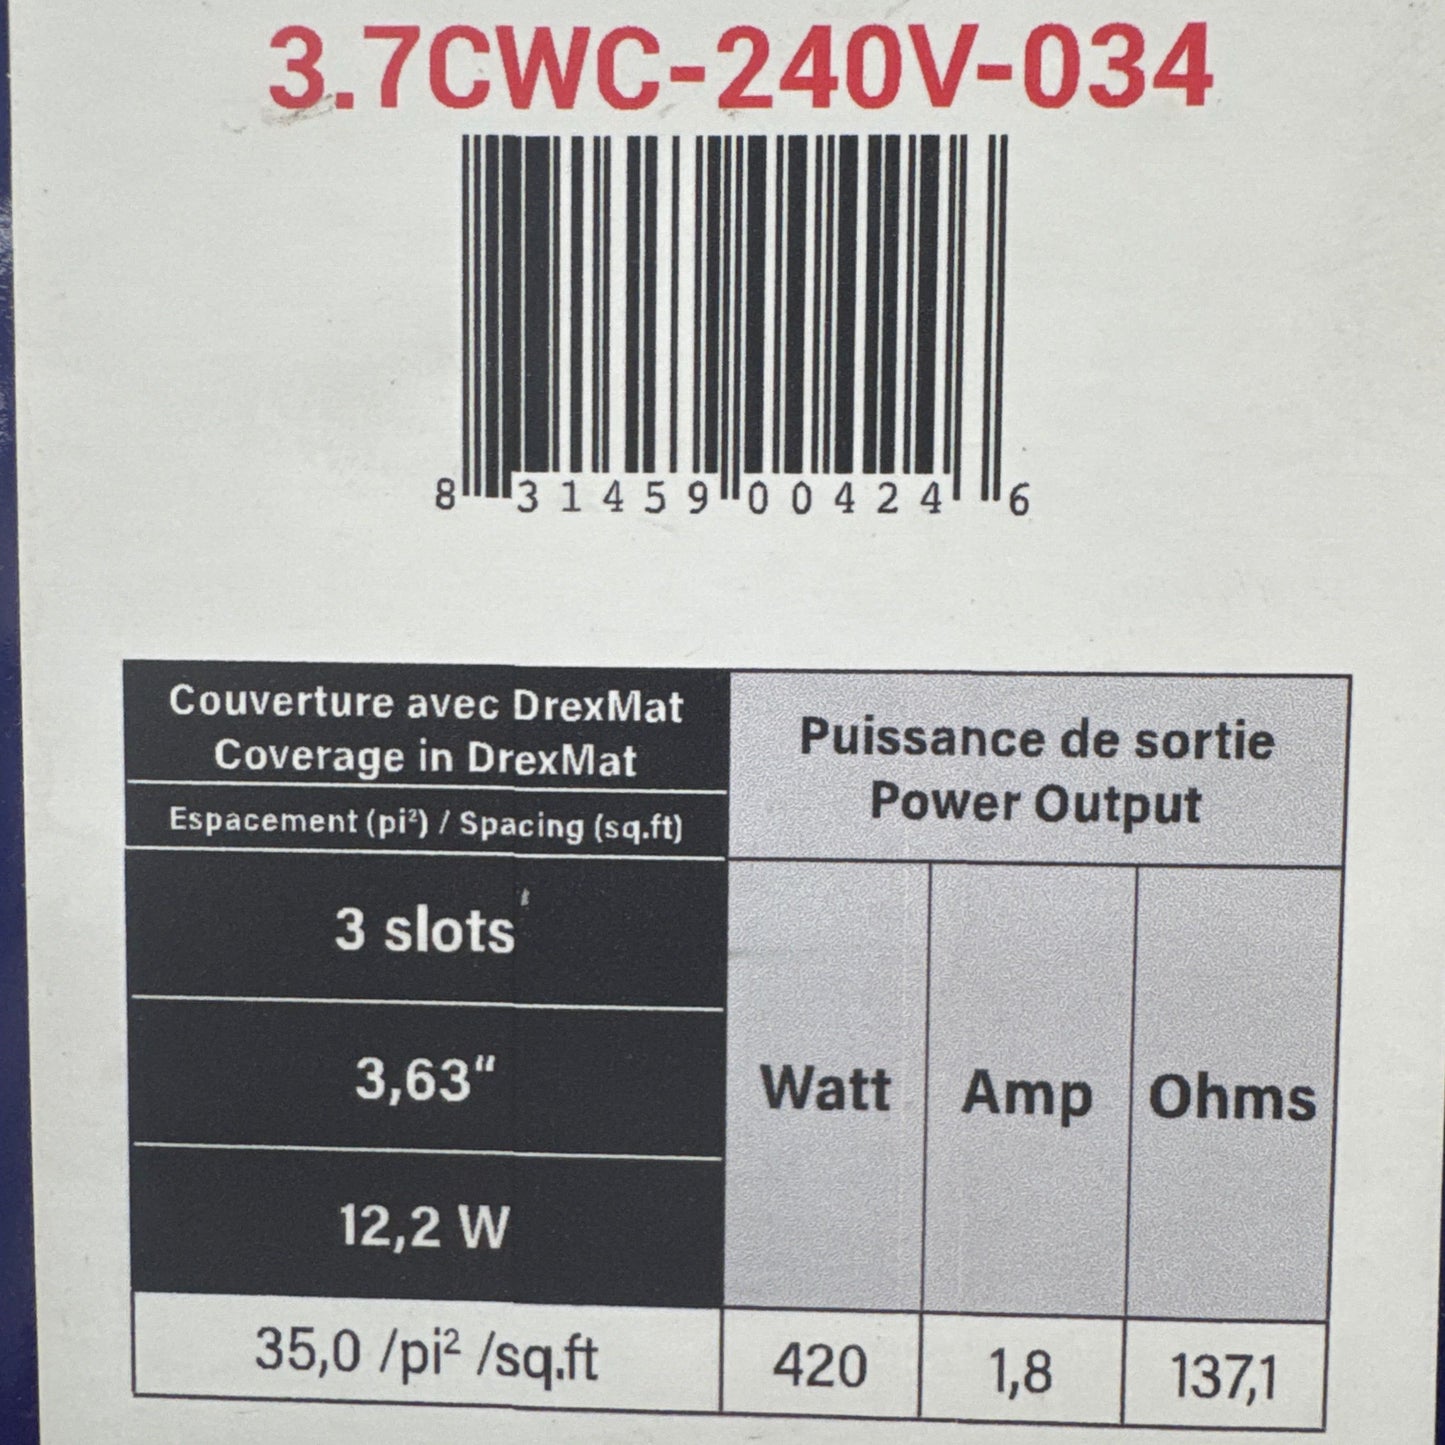 3.7CWC-240V-034
8 31459 00424 6
Couverture avec DrexMat
Coverage in DrexMat
Espacement (pi²) / Spacing (sq.ft)
3 slots
3,63"
12,2 W
Puissance de sortie
Power Output
Watt Amp Ohms
35,0 /pi² /sq.ft 420 1,8 137,1